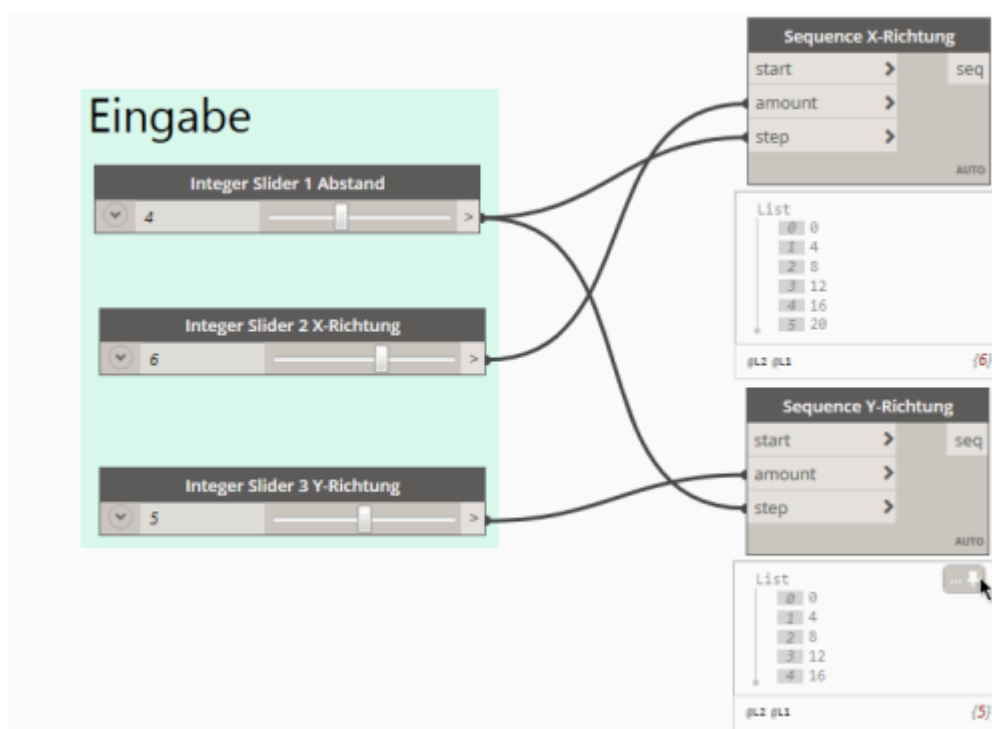 Eingabe
Integer Slider 1 Abstand
4 >
Integer Slider 2 X-Richtung
6 >
Integer Slider 3 Y-Richtung
5 >
Sequence X-Richtung
start > seq
amount >
step >
AUTO
List
0 0
1 4
2 8
3 12
4 16
5 20
@L2 @L1 {6}
Sequence Y-Richtung
start > seq
amount >
step >
AUTO
List
...
0 0
1 4
2 8
3 12
4 16
@L2 @L1 {5}